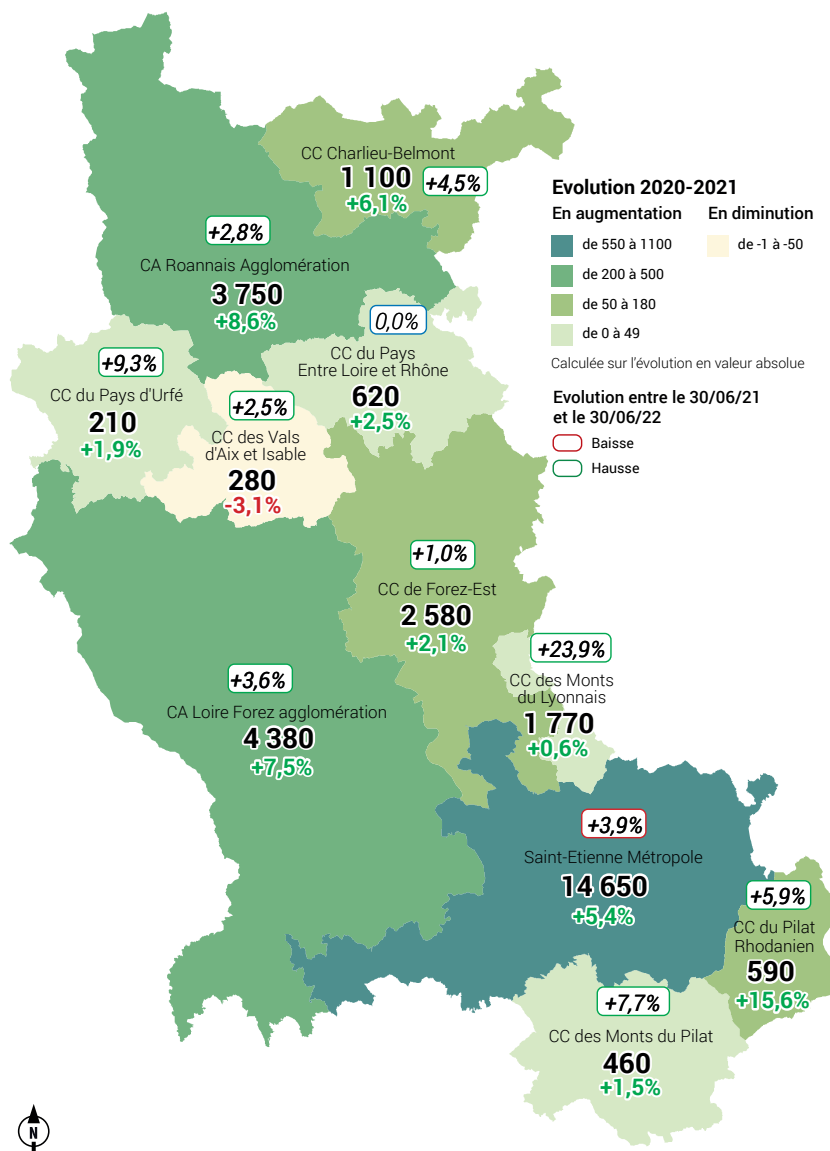 CC Charlieu-Belmont
1 100
+4,5%
+6,1%
Evolution 2020-2021
En augmentation
En diminution
de 550 à 1100
de -1 à -50
de 200 à 500
de 50 à 180
de 0 à 49
Calculée sur l'évolution en valeur absolue
Evolution entre le 30/06/21
et le 30/06/22
Baisse
Hausse
+2,8%
CA Roannais Agglomération
3 750
+8,6%
0,0%
CC du Pays
Entre Loire et Rhône
620
+2,5%
+9,3%
CC du Pays d'Urfé
210
+1,9%
+2,5%
CC des Vals
d'Aix et Isable
280
-3,1%
+1,0%
CC de Forez-Est
2 580
+2,1%
+23,9%
CC des Monts
du Lyonnais
1 770
+0,6%
+3,6%
CA Loire Forez agglomération
4 380
+7,5%
+3,9%
Saint-Etienne Métropole
14 650
+5,4%
+5,9%
CC du Pilat
Rhodanien
590
+15,6%
+7,7%
CC des Monts du Pilat
460
+1,5%
N